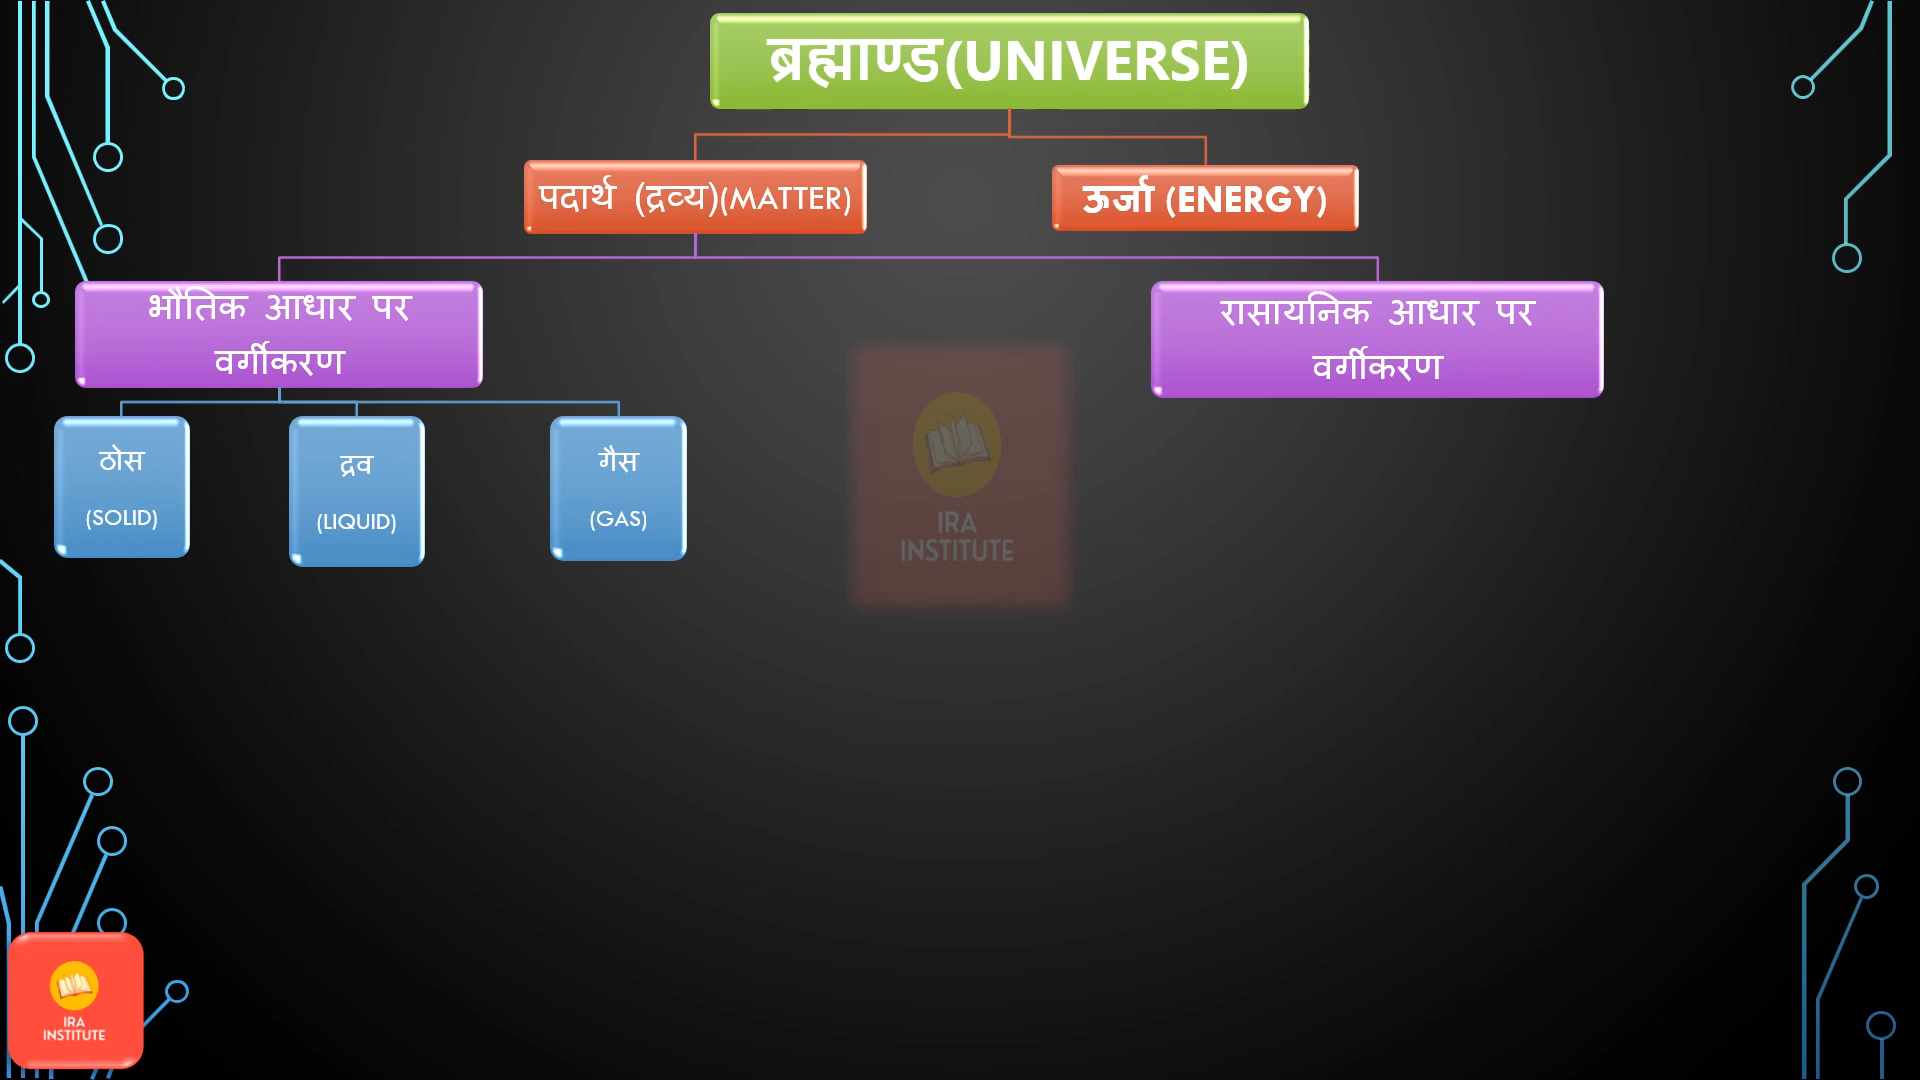 ब्रह्माण्ड(UNIVERSE)
पदार्थ (द्रव्य)(MATTER)
ऊर्जा (ENERGY)
भौतिक आधार पर
वर्गीकरण
रासायनिक आधार पर
वर्गीकरण
ठोस
(SOLID)
द्रव
(LIQUID)
गैस
(GAS)
IRA
INSTITUTE
IRA
INSTITUTE